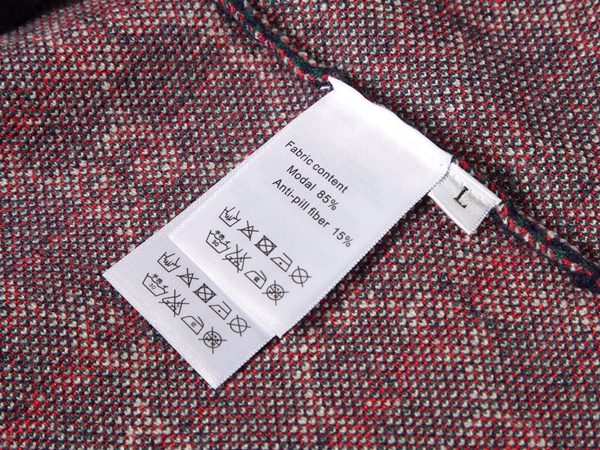 Fabric content
Modal 85%
Anti-pill fiber 15%
L